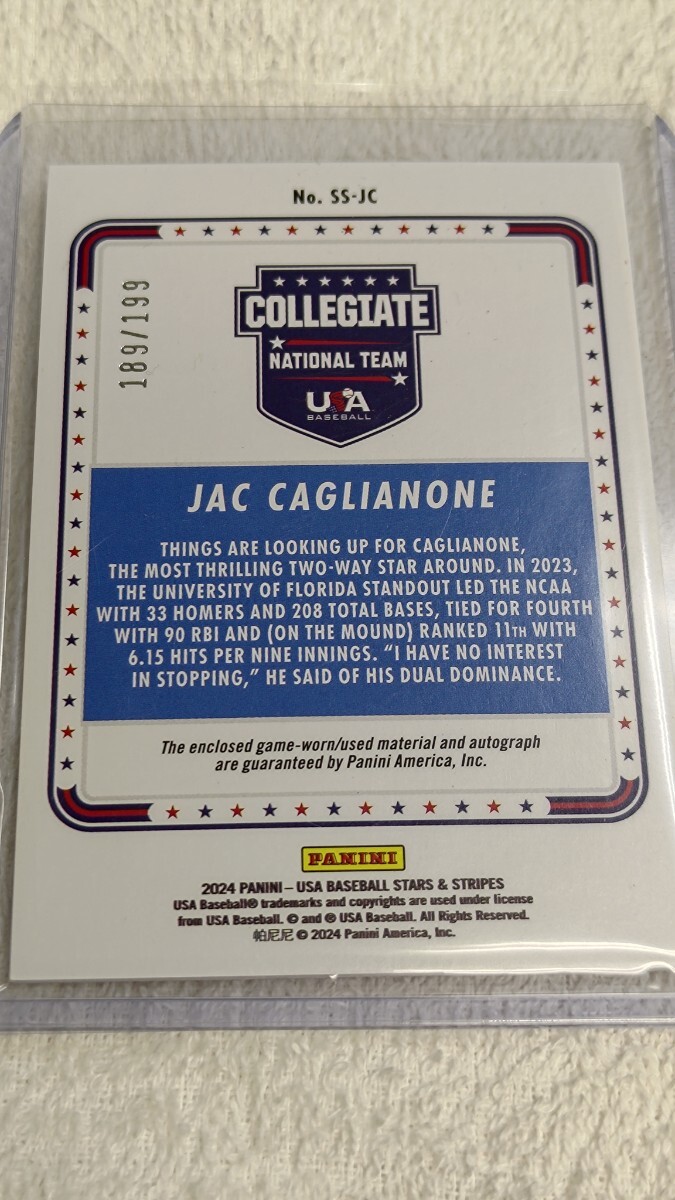 No. SS-JC
189/199
COLLEGIATE
NATIONAL TEAM
USA
BASEBALL
JAC CAGLIANONE
THINGS ARE LOOKING UP FOR CAGLIANONE,
THE MOST THRILLING TWO-WAY STAR AROUND. IN 2023,
THE UNIVERSITY OF FLORIDA STANDOUT LED THE NCAA
WITH 33 HOMERS AND 208 TOTAL BASES, TIED FOR FOURTH
WITH 90 RBI AND (ON THE MOUND) RANKED 11TH WITH
6.15 HITS PER NINE INNINGS. “I HAVE NO INTEREST
IN STOPPING,” HE SAID OF HIS DUAL DOMINANCE.
The enclosed game-worn/used material and autograph
are guaranteed by Panini America, Inc.
PANINI
2024 PANINI – USA BASEBALL STARS & STRIPES
USA Baseball® trademarks and copyrights are used under license
from USA Baseball. © and ® USA Baseball. All Rights Reserved.
帕尼尼 © 2024 Panini America, Inc.